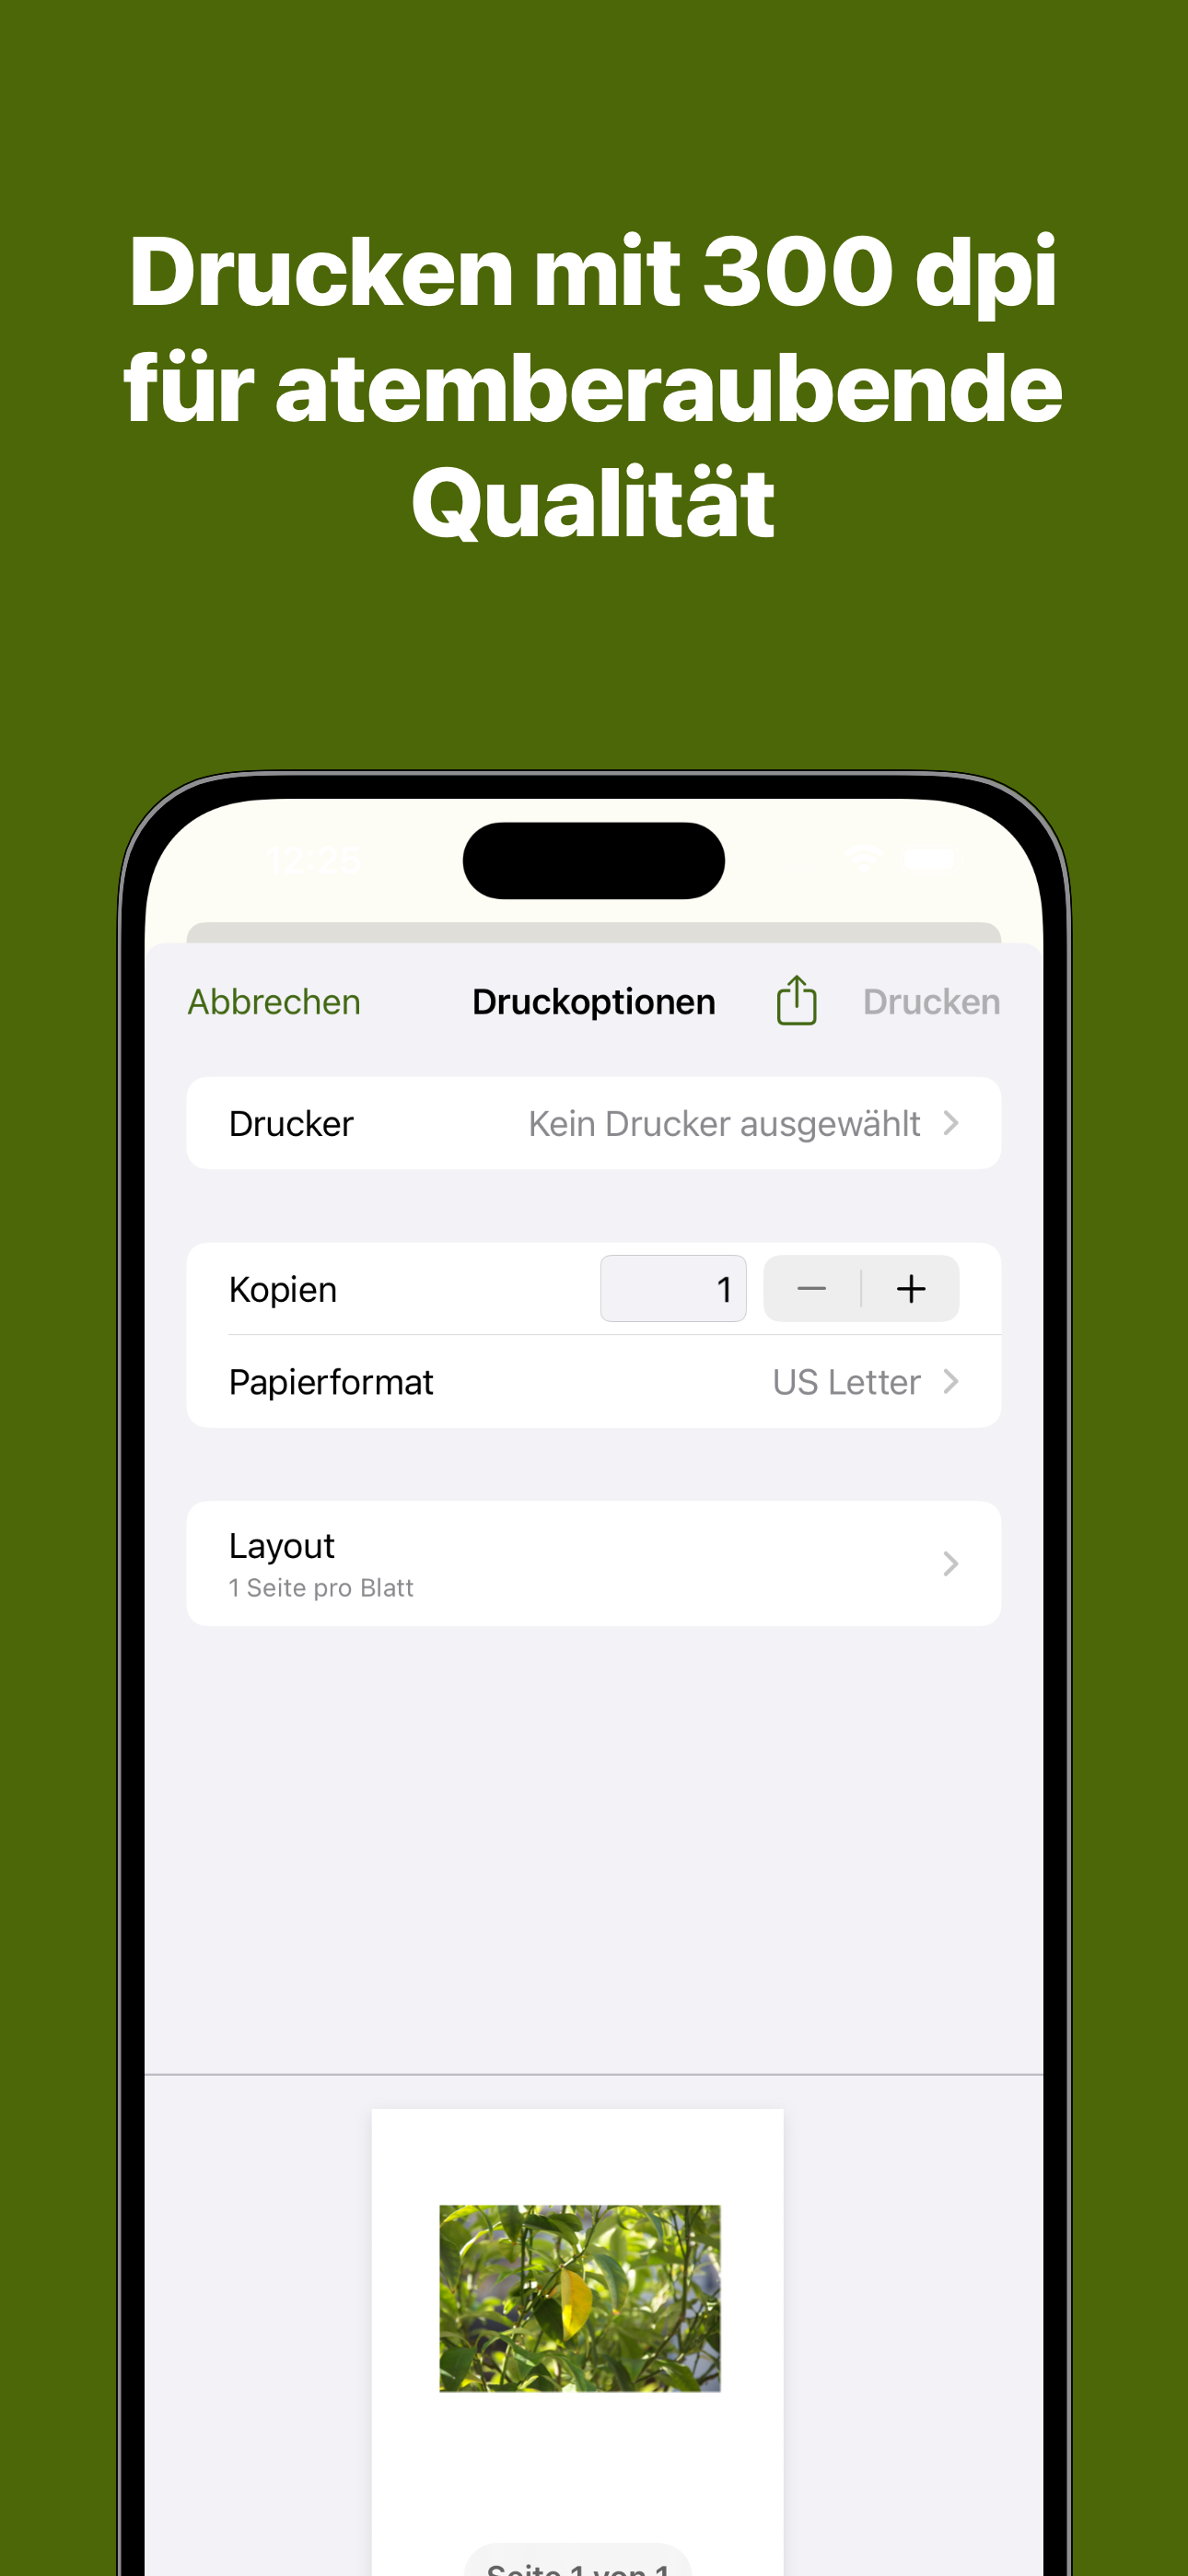 Drucken mit 300 dpi
für atemberaubende
Qualität
12:25
Abbrechen Druckoptionen Drucken
Drucker Kein Drucker ausgewählt
Kopien 1
Papierformat US Letter
Layout
1 Seite pro Blatt
Seite 1 von 1